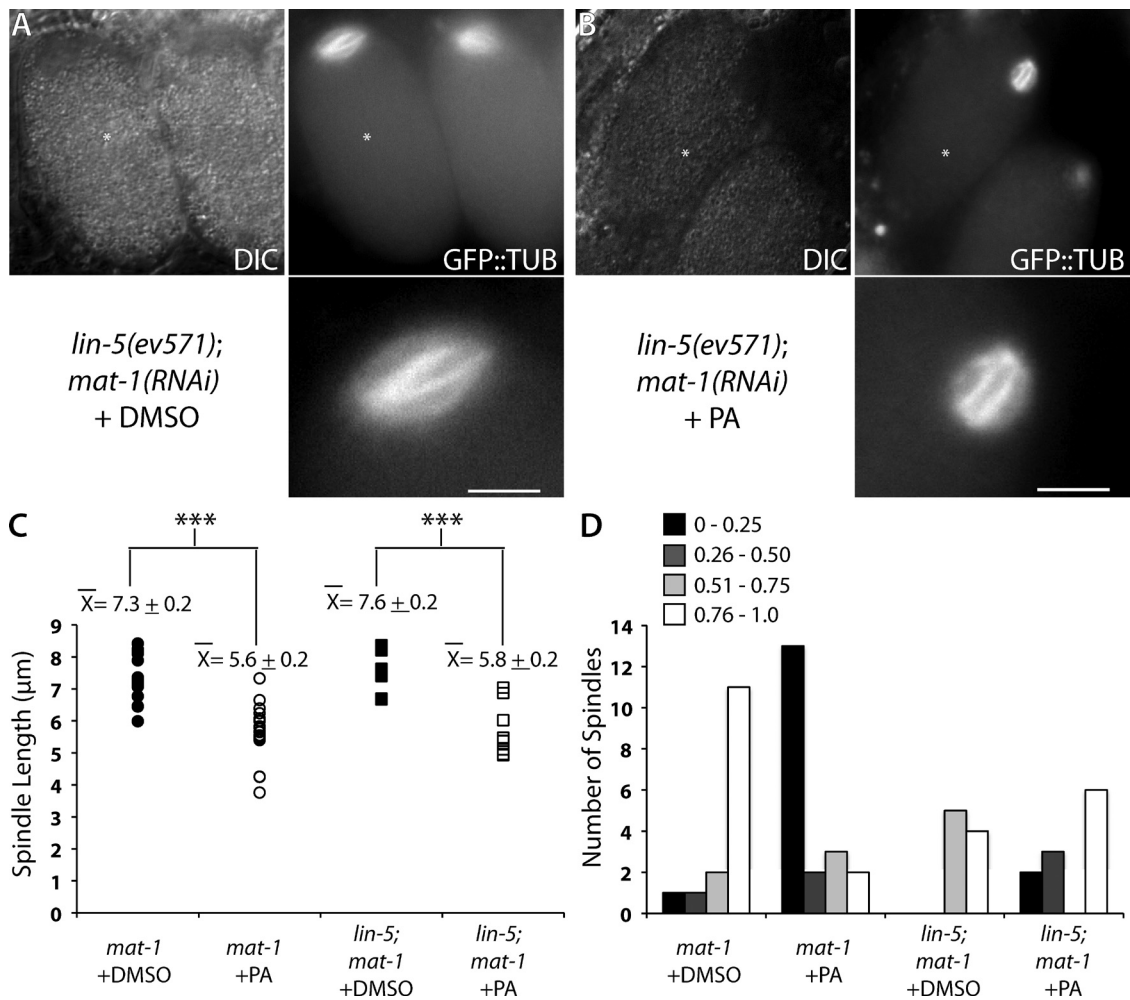 A
*
DIC
*
GFP::TUB
B
*
DIC
*
GFP::TUB
lin-5(ev571);
mat-1(RNAi)
+ DMSO
lin-5(ev571);
mat-1(RNAi)
+ PA
C
***
***
X̅= 7.3 ± 0.2
X̅= 7.6 ± 0.2
X̅= 5.6 ± 0.2
X̅= 5.8 ± 0.2
Spindle Length (µm)
9
8
7
6
5
4
3
2
1
0
mat-1
+DMSO
mat-1
+PA
lin-5;
mat-1
+DMSO
lin-5;
mat-1
+PA
D
0 - 0.25
0.26 - 0.50
0.51 - 0.75
0.76 - 1.0
Number of Spindles
14
12
10
8
6
4
2
0
mat-1
+DMSO
mat-1
+PA
lin-5;
mat-1
+DMSO
lin-5;
mat-1
+PA